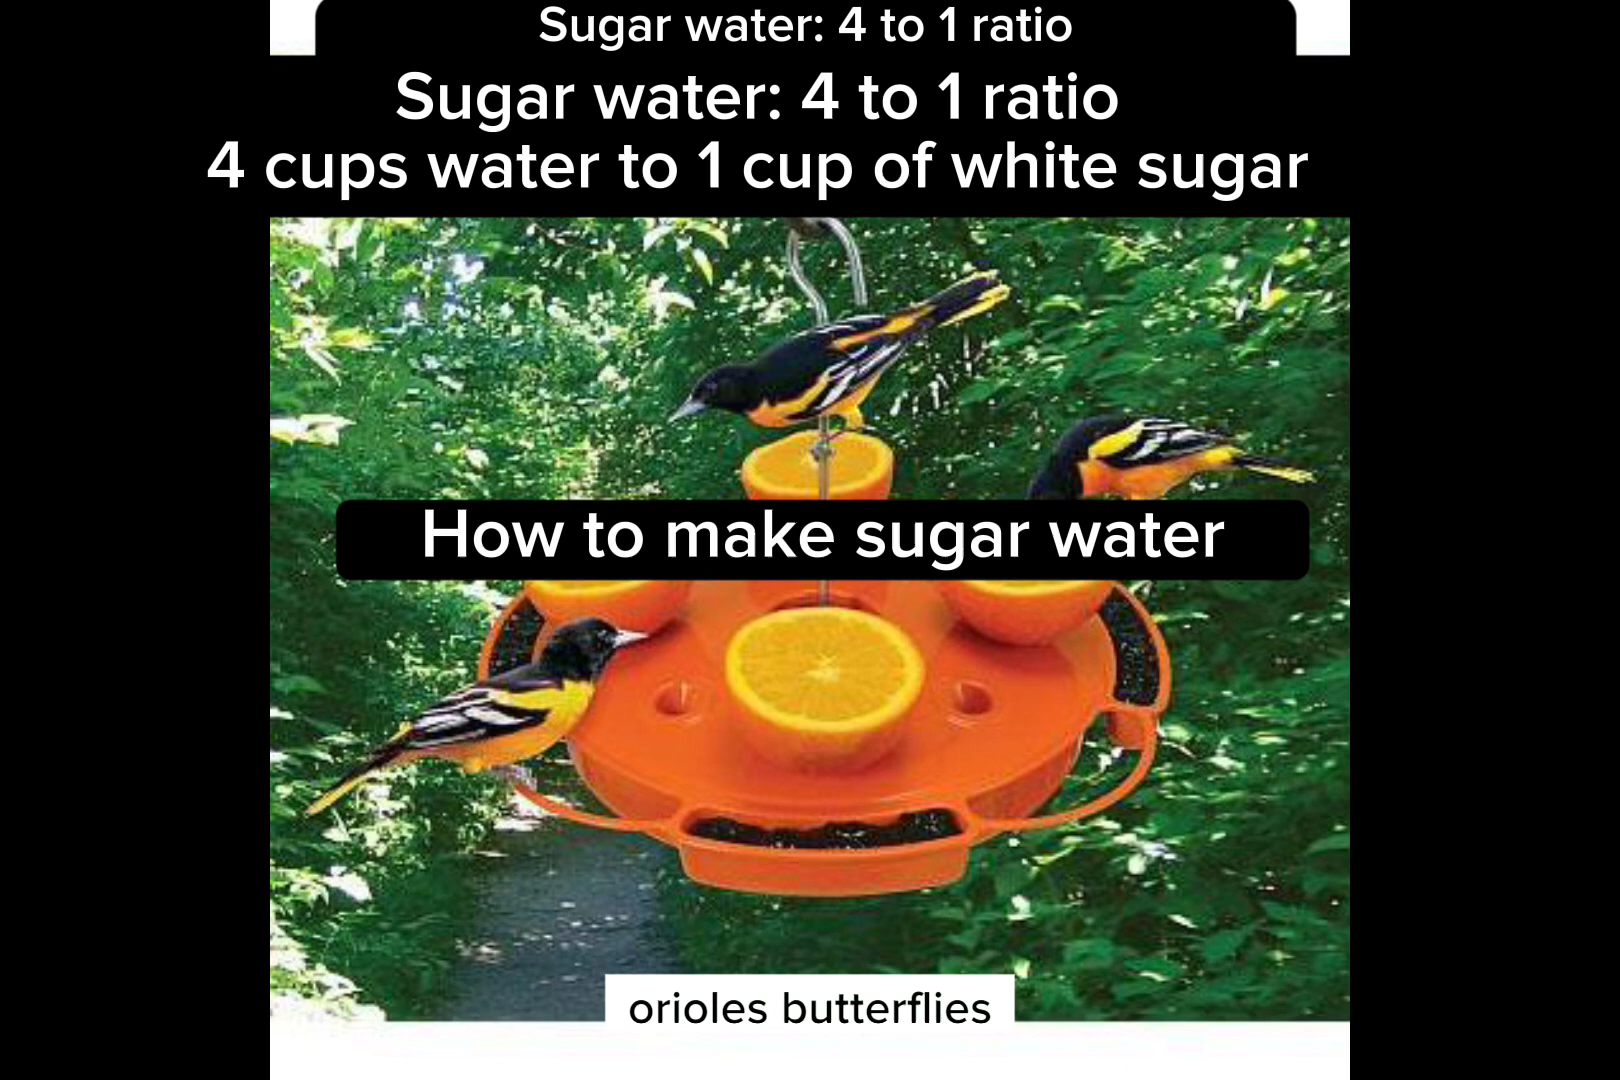 Sugar water: 4 to 1 ratio
Sugar water: 4 to 1 ratio
4 cups water to 1 cup of white sugar
How to make sugar water
orioles butterflies